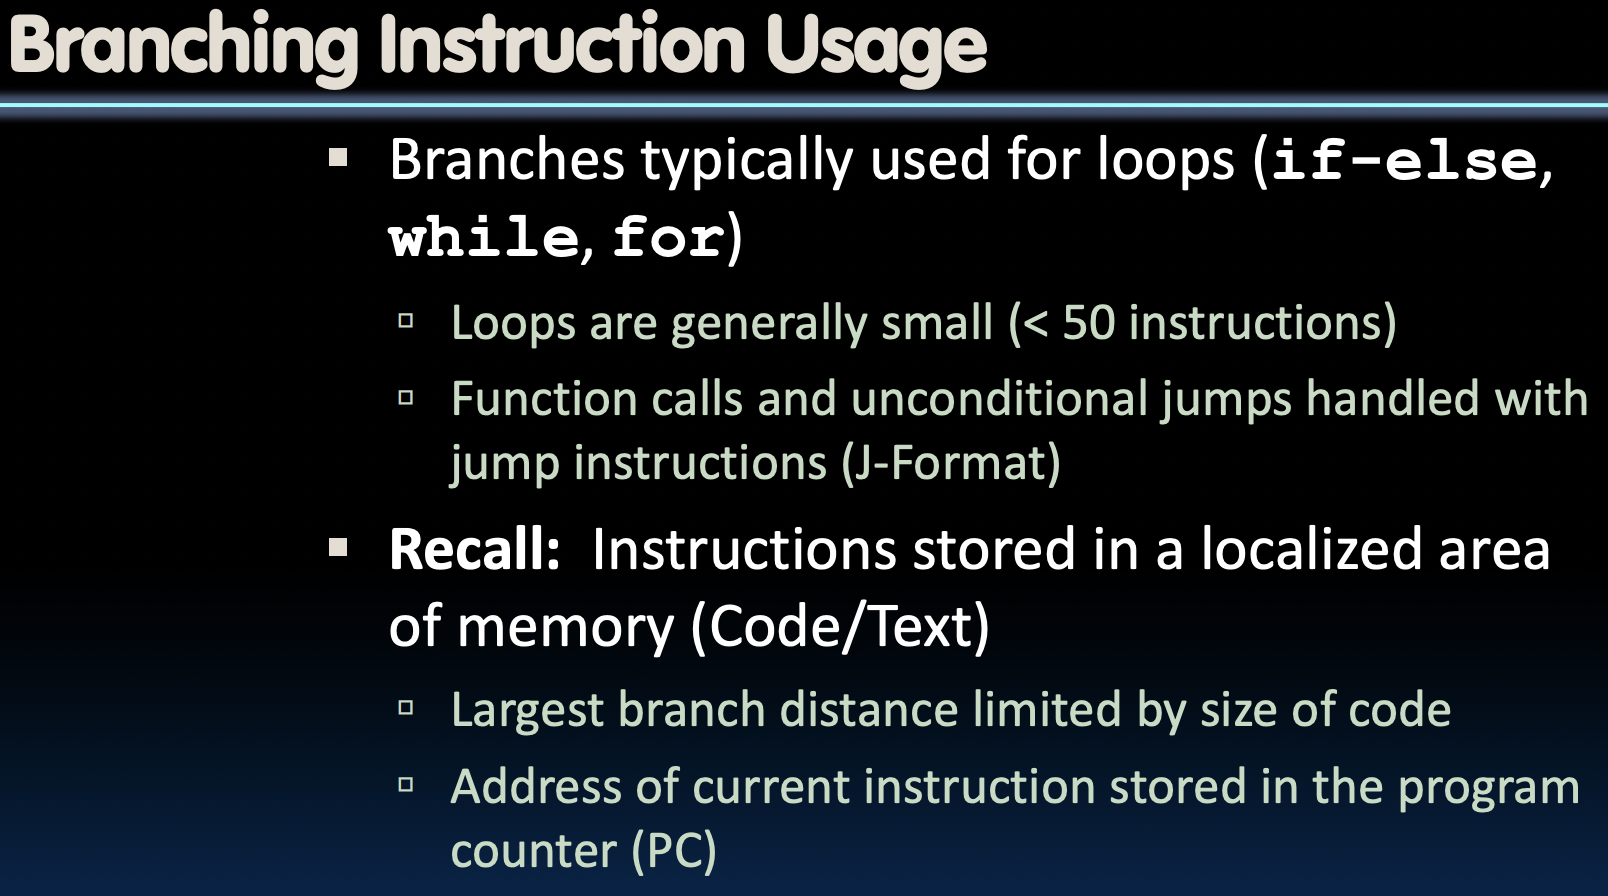 Branching Instruction Usage
Branches typically used for loops (if-else,
while, for)
Loops are generally small (< 50 instructions)
Function calls and unconditional jumps handled with
jump instructions (J-Format)
Recall: Instructions stored in a localized area
of memory (Code/Text)
Largest branch distance limited by size of code
Address of current instruction stored in the program
counter (PC)